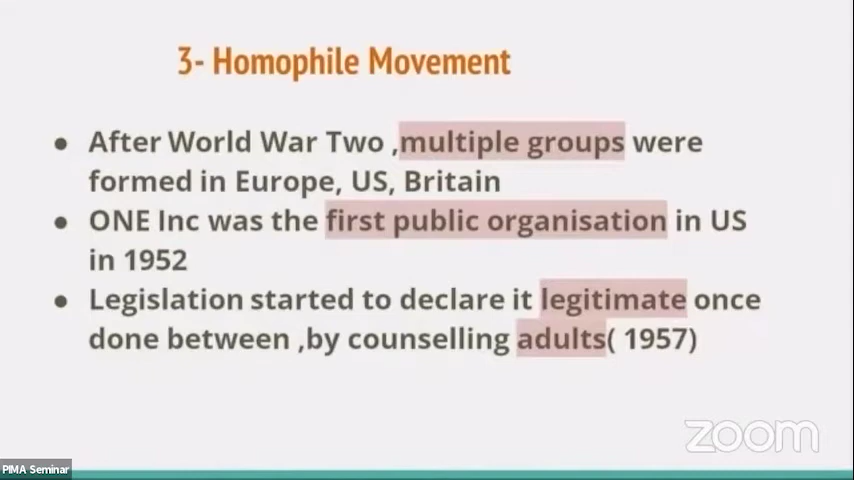 3- Homophile Movement
● After World War Two ,multiple groups were
formed in Europe, US, Britain
● ONE Inc was the first public organisation in US
in 1952
● Legislation started to declare it legitimate once
done between ,by counselling adults( 1957)
zoom
PIMA Seminar